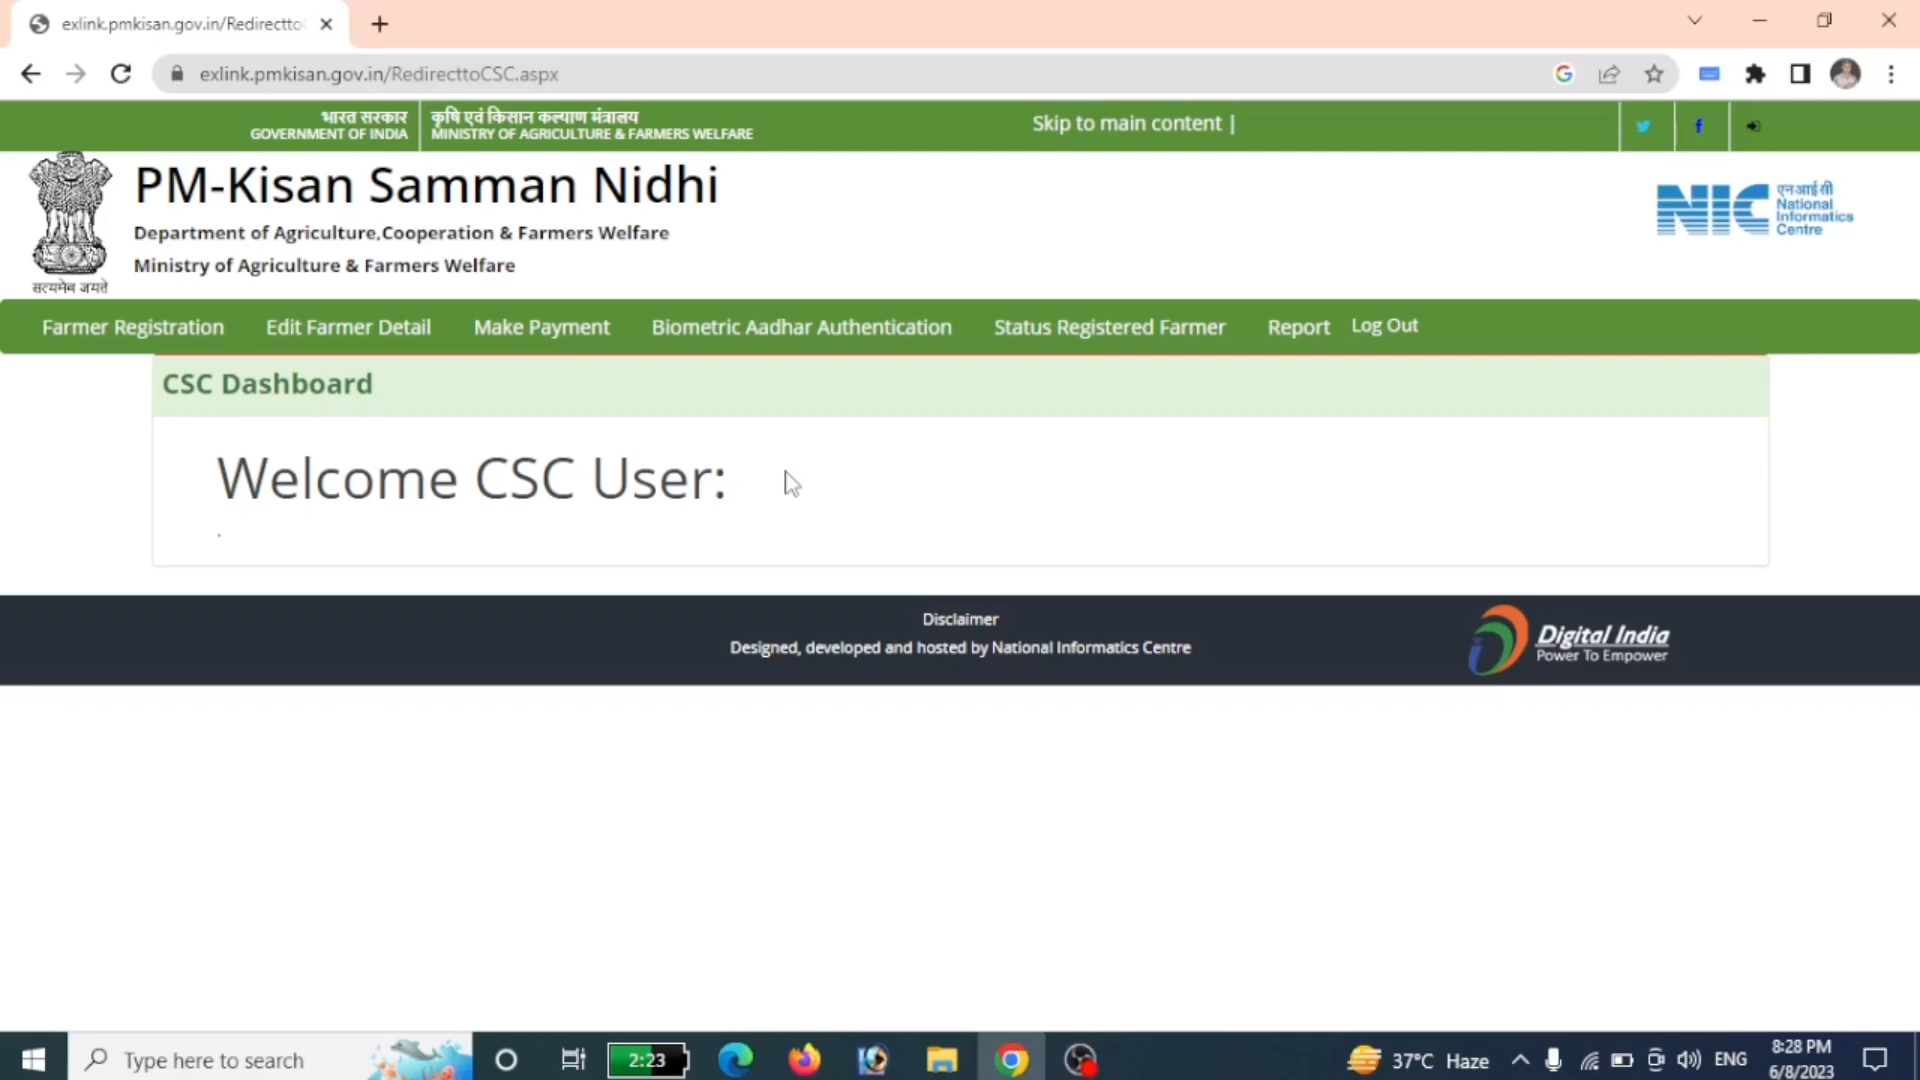 exlink.pmkisan.gov.in/Redirectto
exlink.pmkisan.gov.in/RedirecttoCSC.aspx
भारत सरकार
GOVERNMENT OF INDIA
कृषि एवं किसान कल्याण मंत्रालय
MINISTRY OF AGRICULTURE & FARMERS WELFARE
Skip to main content |
PM-Kisan Samman Nidhi
Department of Agriculture,Cooperation & Farmers Welfare
Ministry of Agriculture & Farmers Welfare
सत्यमेव जयते
NIC
एन आई सी
National
Informatics
Centre
Farmer Registration Edit Farmer Detail Make Payment Biometric Aadhar Authentication Status Registered Farmer Report Log Out
CSC Dashboard
Welcome CSC User:
.
Disclaimer
Designed, developed and hosted by National Informatics Centre
Digital India
Power To Empower
Type here to search
2:23
37°C Haze
ENG
8:28 PM
6/8/2023